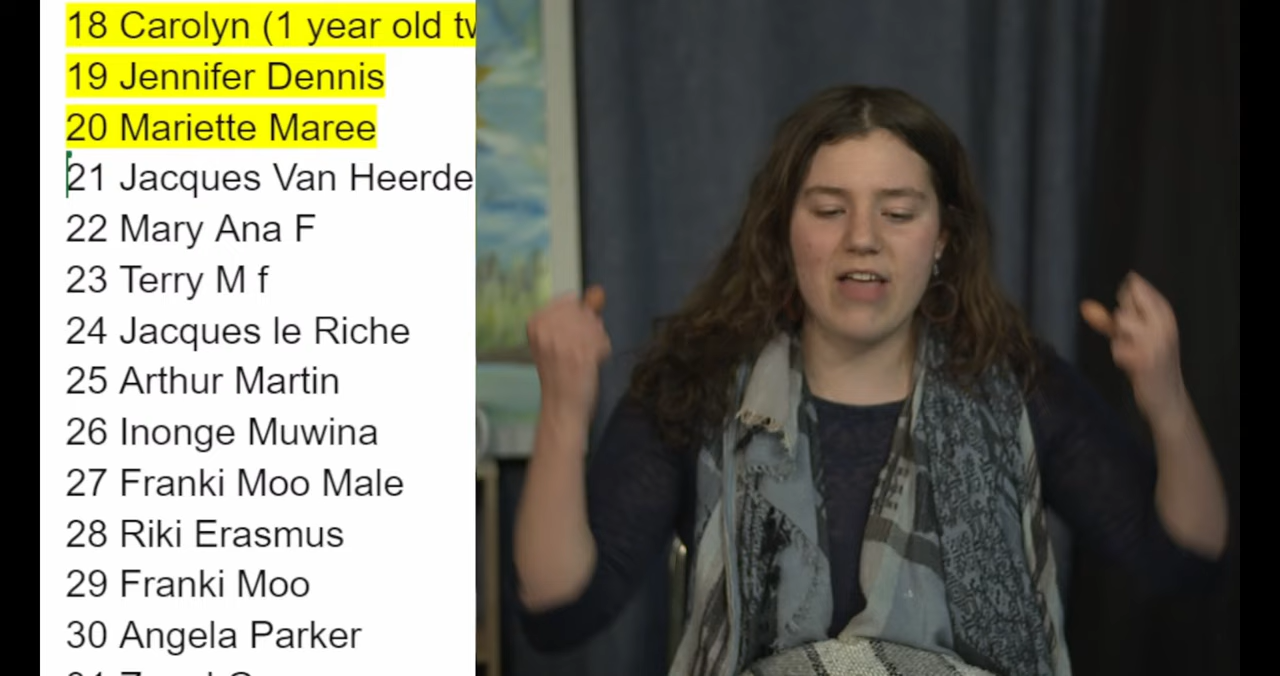 18 Carolyn (1 year old
19 Jennifer Dennis
20 Mariette Maree
21 Jacques Van Heerde
22 Mary Ana F
23 Terry M f
24 Jacques le Riche
25 Arthur Martin
26 Inonge Muwina
27 Franki Moo Male
28 Riki Erasmus
29 Franki Moo
30 Angela Parker